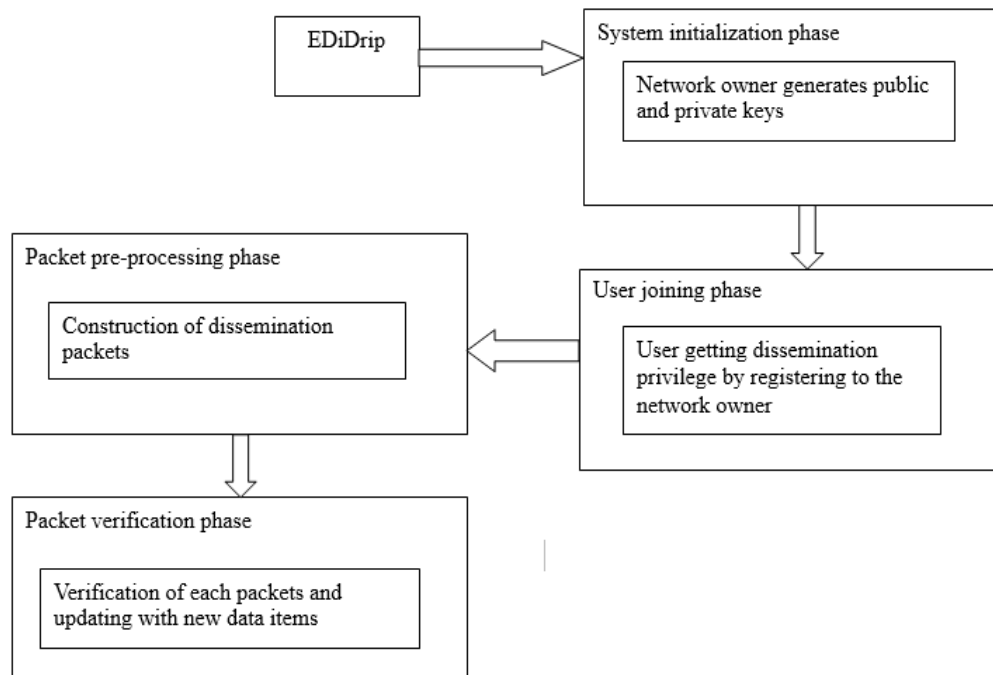 EDiDrip
System initialization phase
Network owner generates public
and private keys
User joining phase
User getting dissemination
privilege by registering to the
network owner
Packet pre-processing phase
Construction of dissemination
packets
Packet verification phase
Verification of each packets and
updating with new data items